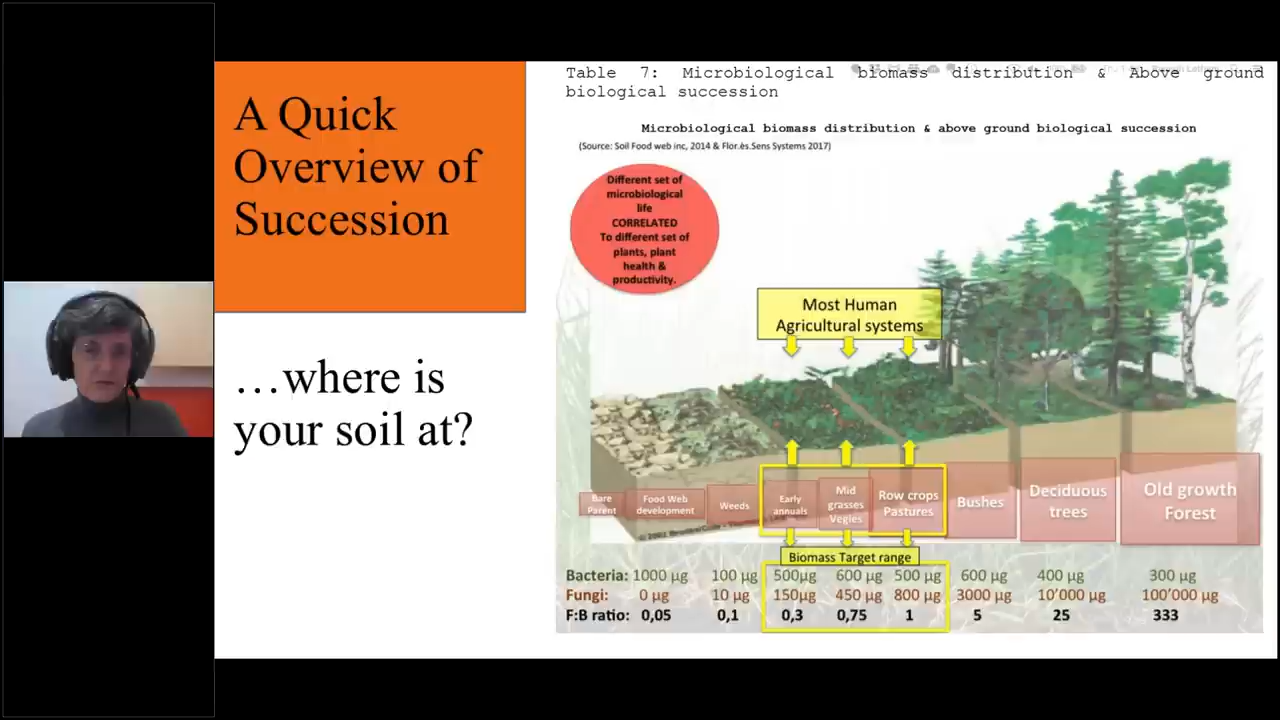 A Quick
Overview of
Succession
…where is
your soil at?
Table 7: Microbiological biomass distribution & Above ground
biological succession
Microbiological biomass distribution & above ground biological succession
(Source: Soil Food web inc, 2014 & Flor.ès.Sens Systems 2017)
Different set of
microbiological
life
CORRELATED
To different set of
plants, plant
health &
productivity.
Most Human
Agricultural systems
Bare
Parent
Food Web
development
Weeds
Early
annuals
Mid
grasses
Vegies
Row crops
Pastures
Bushes
Deciduous
trees
Old growth
Forest
Biomass Target range
Bacteria: 1000 µg 100 µg 500µg 600 µg 500 µg 600 µg 400 µg 300 µg
Fungi: 0 µg 10 µg 150µg 450 µg 800 µg 3000 µg 10'000 µg 100'000 µg
F:B ratio: 0,05 0,1 0,3 0,75 1 5 25 333